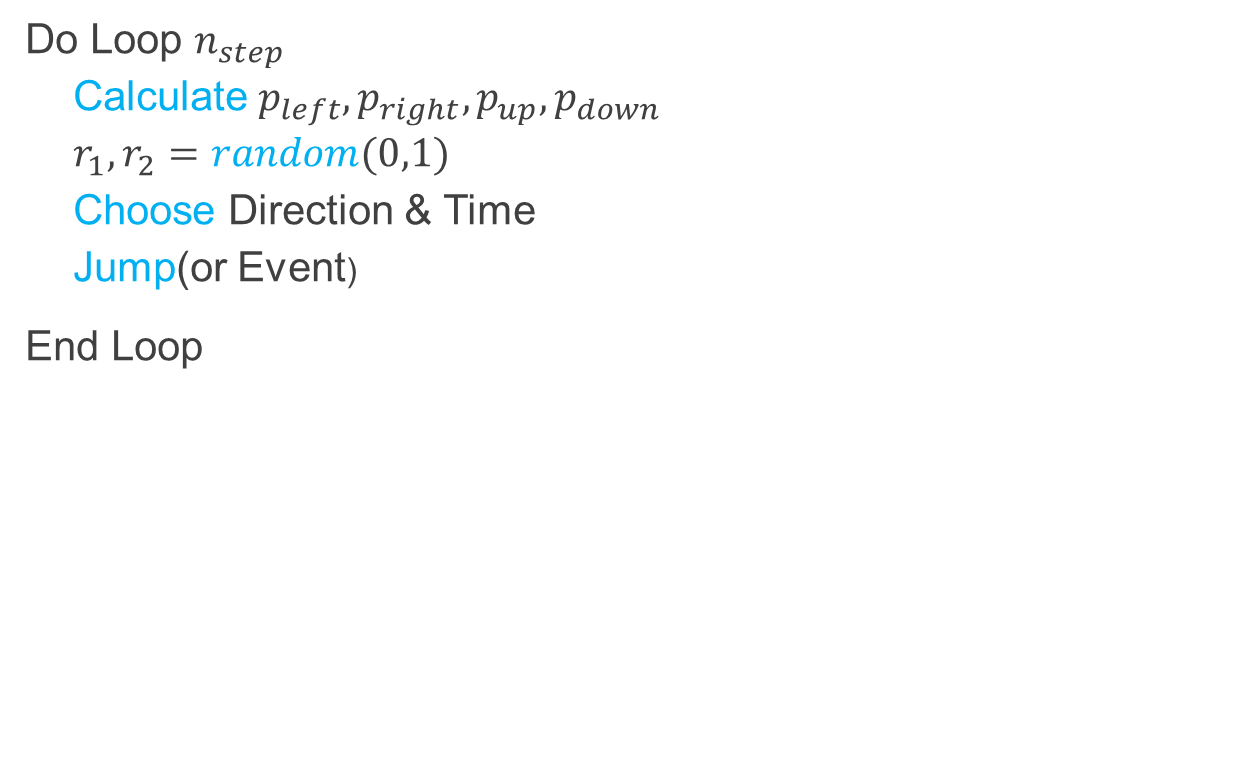 Do Loop n_step
Calculate p_left, p_right, p_up, p_down
r_1, r_2 = random(0,1)
Choose Direction & Time
Jump(or Event)
End Loop